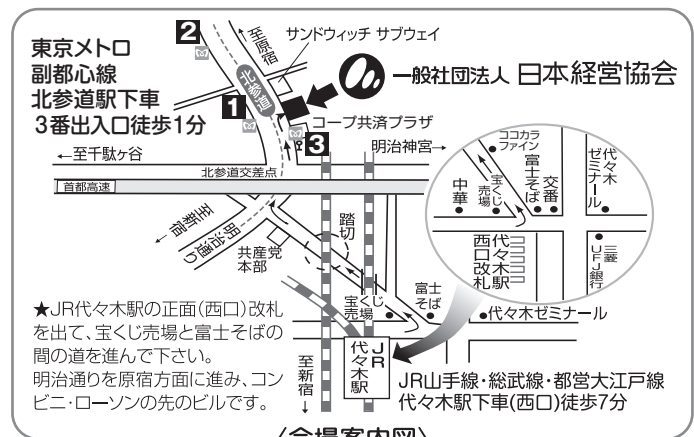 東京メトロ
副都心線
北参道駅下車
3番出入口徒歩1分
2
至原宿
サンドウィッチ サブウェイ
北参道
一般社団法人 日本経営協会
1
コープ共済プラザ
3
←至千駄ヶ谷
明治神宮→
北参道交差点
首都高速
至新宿
明治通り
共産党
本部
踏切
宝くじ
売場
富士
そば
代々木ゼミナール
ココカラ
ファイン
中華
宝くじ
売場
富士そば
交番
代々木
ゼミナール
代々木駅
西口改札
三菱
UFJ銀行
★JR代々木駅の正面(西口)改札
を出て、宝くじ売場と富士そばの
間の道を進んで下さい。
明治通りを原宿方面に進み、コン
ビニ・ローソンの先のビルです。
至新宿
↓
JR
代々木駅
JR山手線・総武線・都営大江戸線
代々木駅下車(西口)徒歩7分
〈会場案内図〉